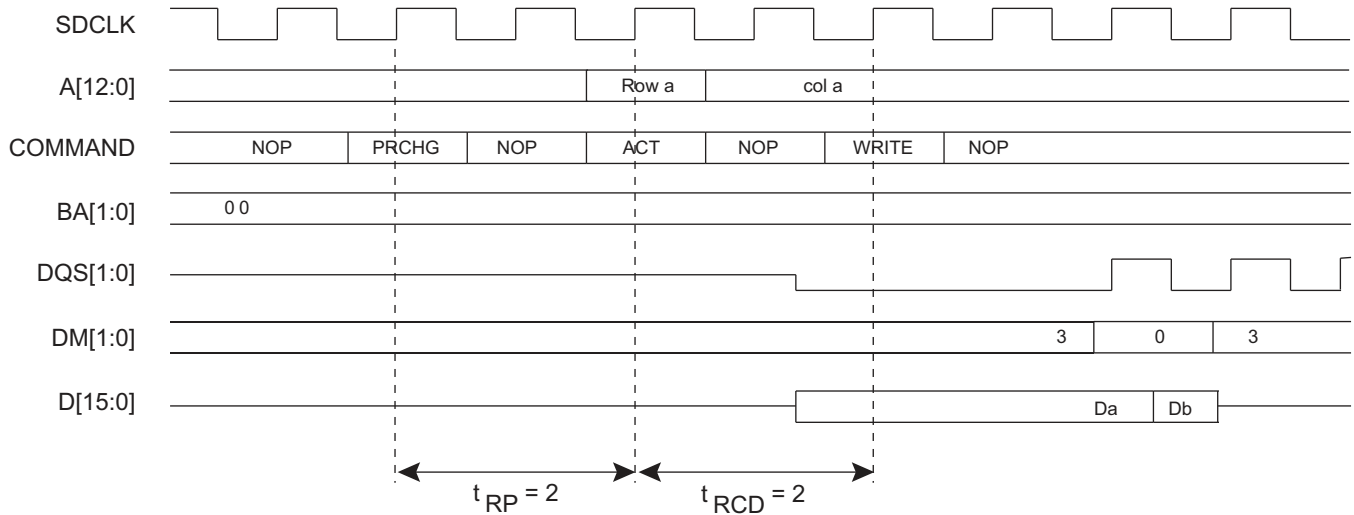 SDCLK
A[12:0] Row a col a
COMMAND NOP PRCHG NOP ACT NOP WRITE NOP
BA[1:0] 0 0
DQS[1:0]
DM[1:0] 3 0 3
D[15:0] Da Db
t RP = 2 t RCD = 2